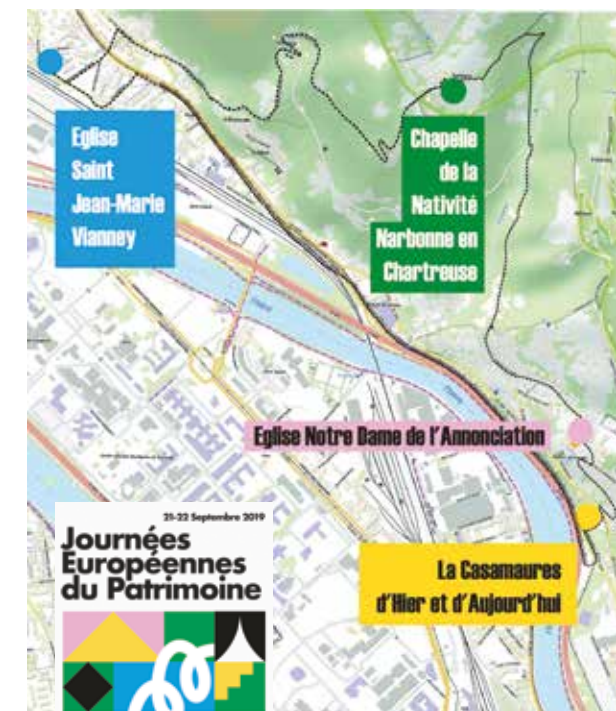 Eglise
Saint
Jean-Marie
Vianney
Chapelle
de la
Nativité
Narbonne en
Chartreuse
Eglise Notre Dame de l'Annonciation
La Casamaures
d'Hier et d'Aujourd'hui
21-22 Septembre 2019
Journées
Européennes
du Patrimoine